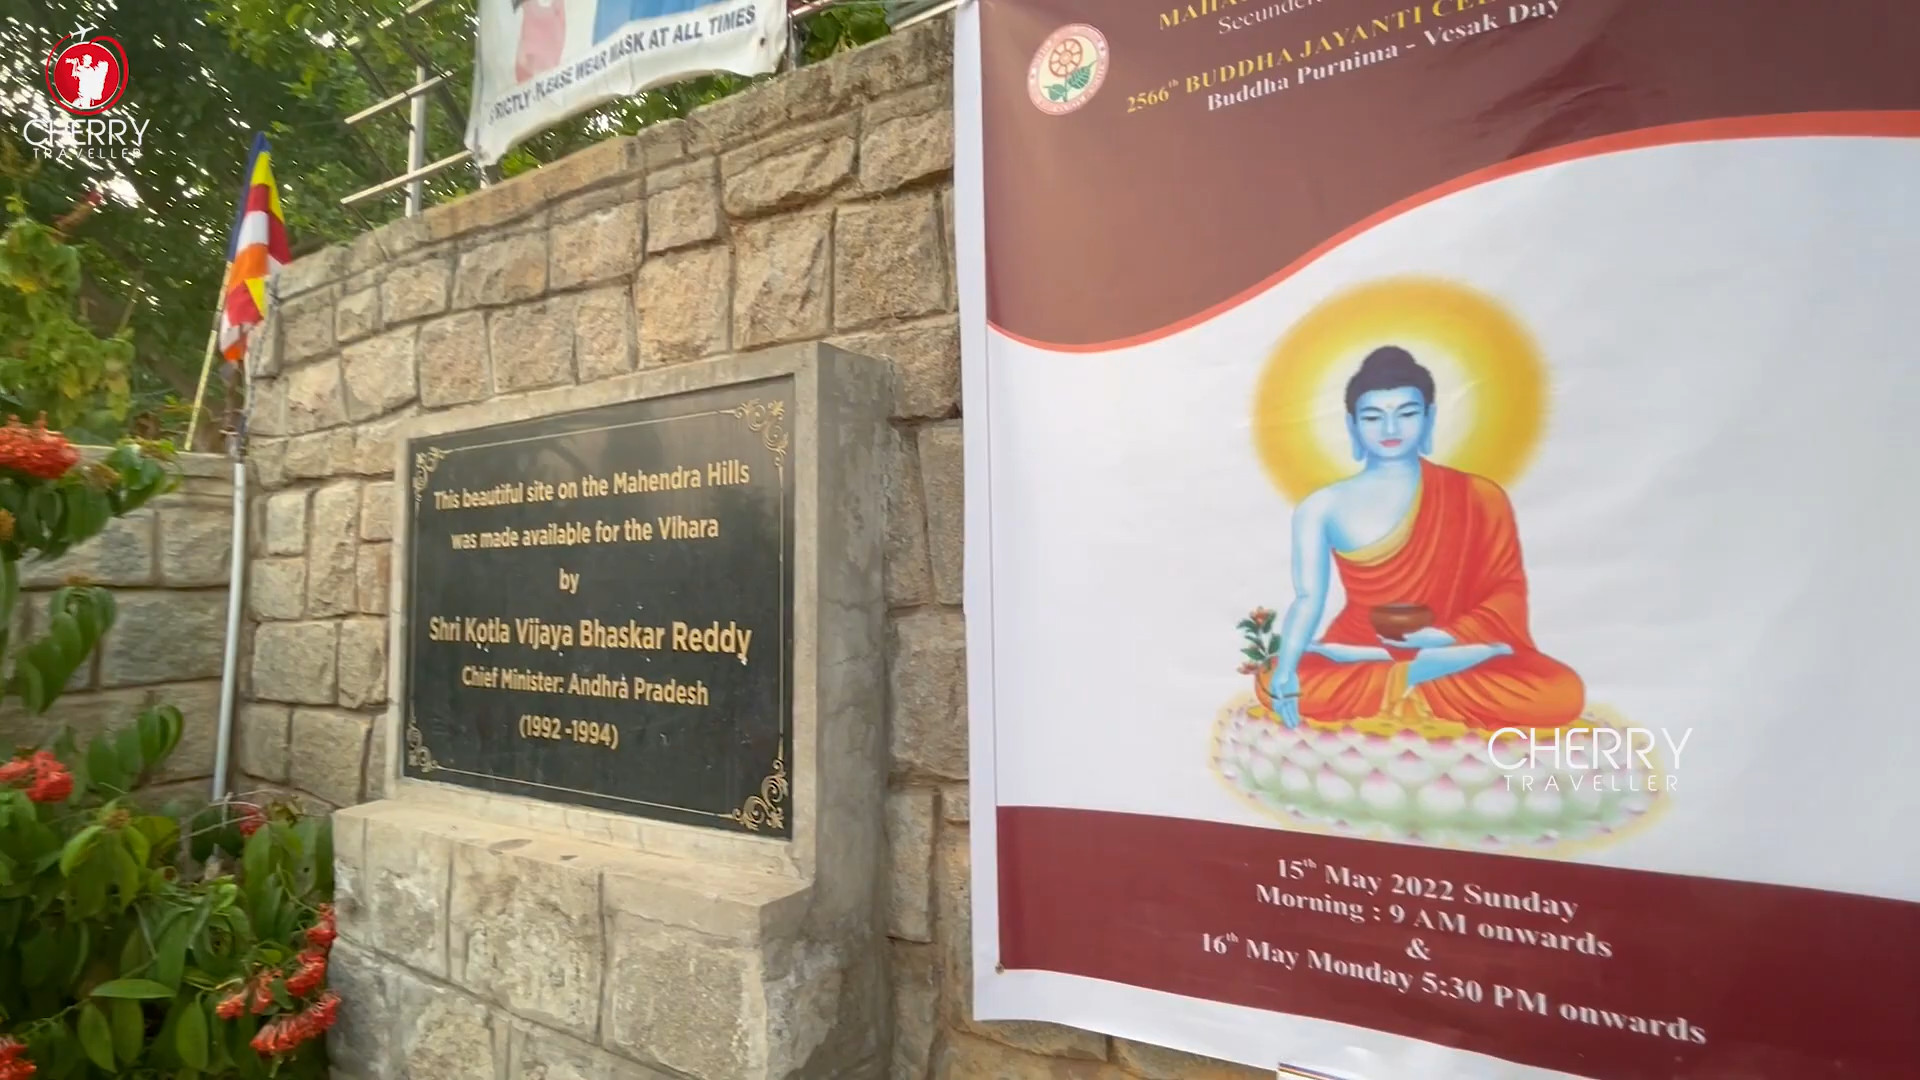 CHERRY
TRAVELLER
PLEASE WEAR MASK AT ALL TIMES
2566th BUDDHA JAYANTI
Buddha Purnima - Vesak Day
This beautiful site on the Mahendra Hills
was made available for the Vihara
by
Shri Kotla Vijaya Bhaskar Reddy
Chief Minister: Andhra Pradesh
(1992 -1994)
CHERRY
TRAVELLER
15th May 2022 Sunday
Morning : 9 AM onwards
&
16th May Monday 5:30 PM onwards